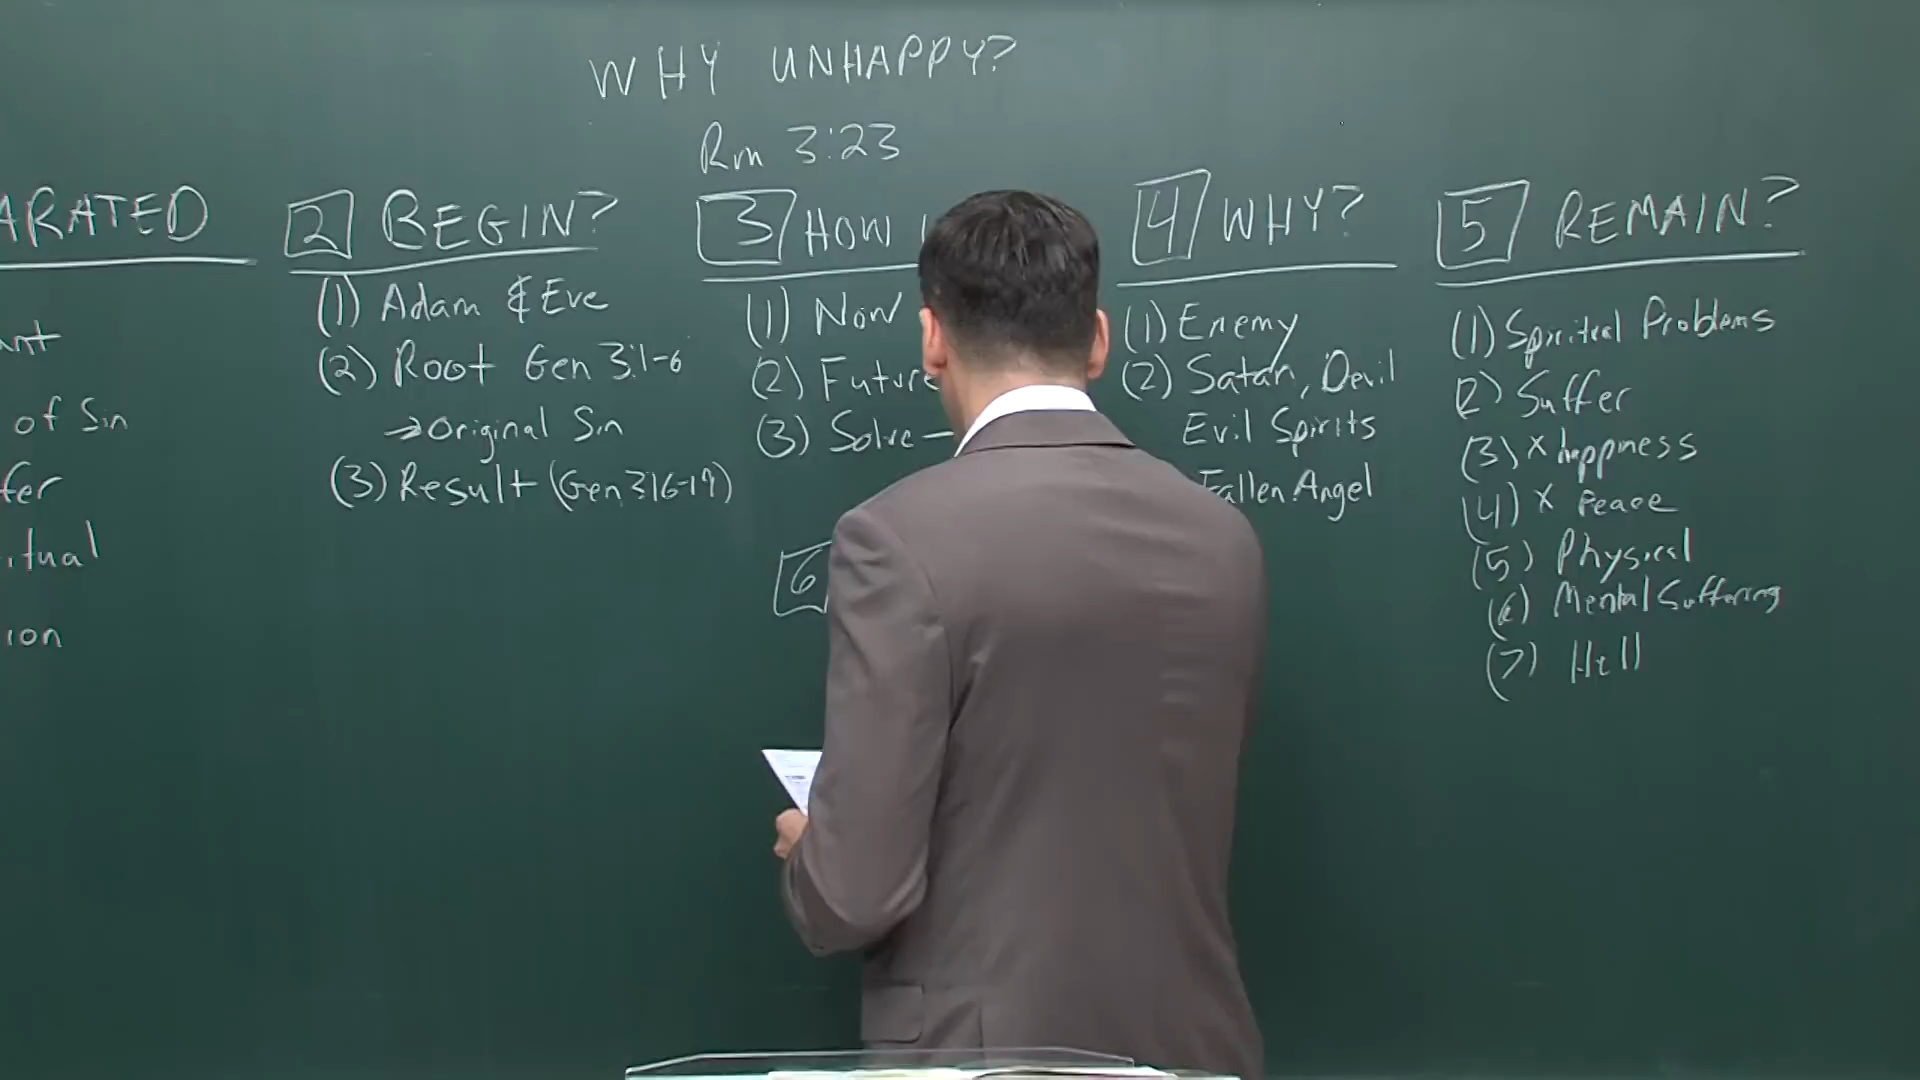 WHY UNHAPPY?
Rm 3:23
ARATED
ant
of Sin
fer
itual
ion
2 BEGIN?
(1) Adam & Eve
(2) Root Gen 3:1-6
→ Original Sin
(3) Result (Gen 3:16-19)
3 HOW
(1) Now
(2) Future
(3) Solve –
4 WHY?
(1) Enemy
(2) Satan, Devil
Evil Spirits
Fallen Angel
5 REMAIN?
(1) Spiritual Problems
(2) Suffer
(3) x happiness
(4) x Peace
(5) Physical
(6) Mental Suffering
(7) Hell
6